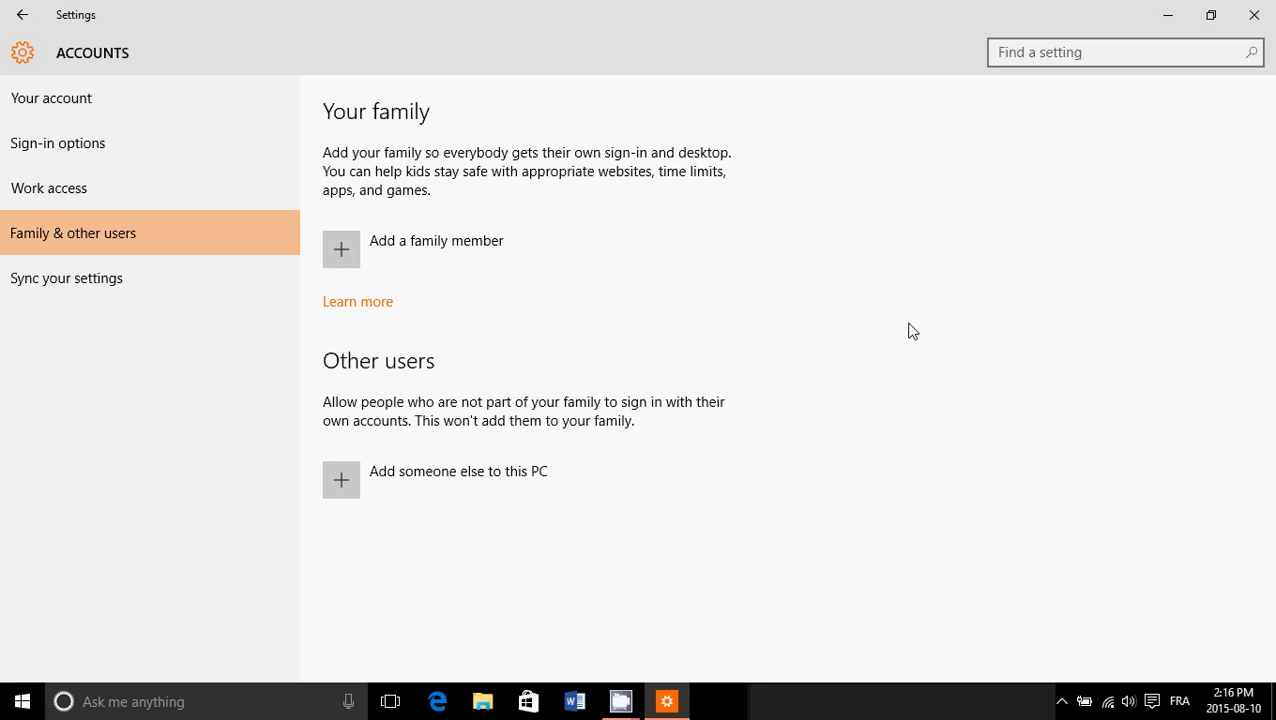 Settings
ACCOUNTS
Find a setting
Your account
Sign-in options
Work access
Family & other users
Sync your settings
Your family
Add your family so everybody gets their own sign-in and desktop.
You can help kids stay safe with appropriate websites, time limits,
apps, and games.
Add a family member
Learn more
Other users
Allow people who are not part of your family to sign in with their
own accounts. This won't add them to your family.
Add someone else to this PC
Ask me anything
FRA
2:16 PM
2015-08-10